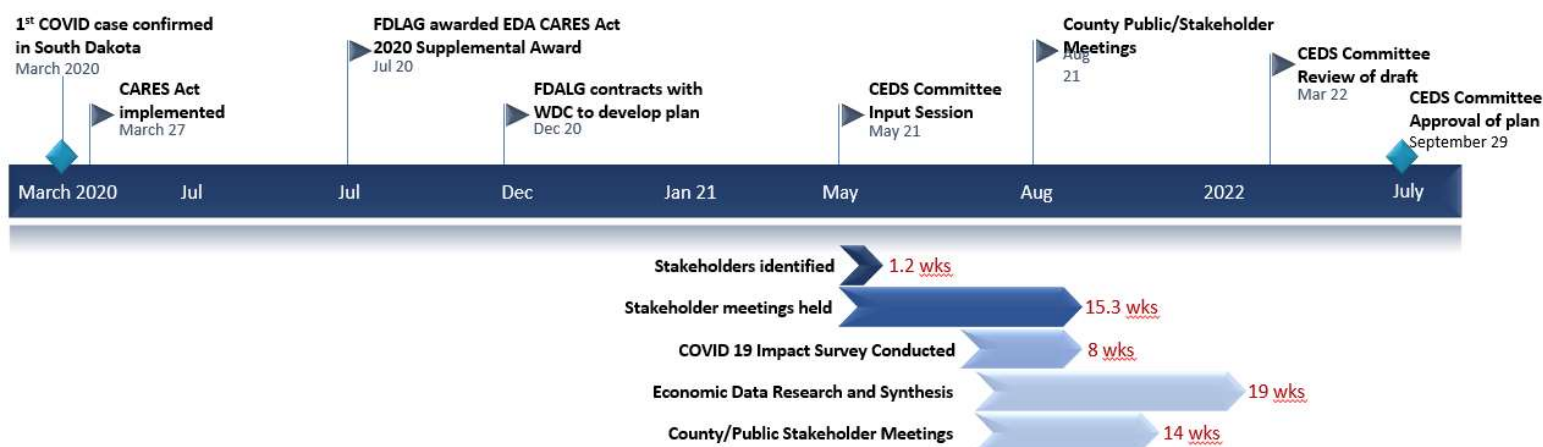 1st COVID case confirmed
in South Dakota
March 2020
CARES Act
implemented
March 27
FDLAG awarded EDA CARES Act
2020 Supplemental Award
Jul 20
FDALG contracts with
WDC to develop plan
Dec 20
CEDS Committee
Input Session
May 21
County Public/Stakeholder
Meetings
Aug
21
CEDS Committee
Review of draft
Mar 22
CEDS Committee
Approval of plan
September 29
March 2020 Jul Jul Dec Jan 21 May Aug 2022 July
Stakeholders identified 1.2 wks
Stakeholder meetings held 15.3 wks
COVID 19 Impact Survey Conducted 8 wks
Economic Data Research and Synthesis 19 wks
County/Public Stakeholder Meetings 14 wks